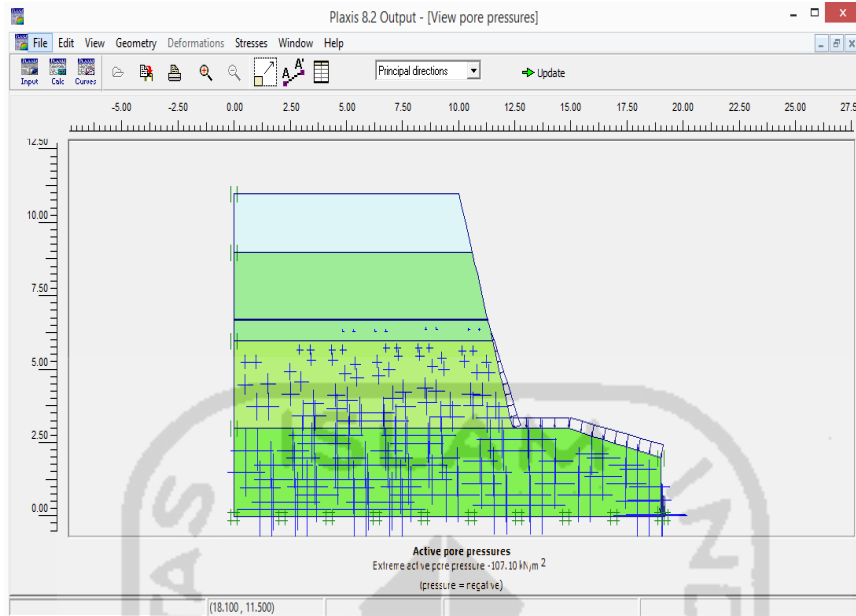 Plaxis 8.2 Output - [View pore pressures]
File Edit View Geometry Deformations Stresses Window Help
Input Calc Curves Principal directions Update
-5.00 -2.50 0.00 2.50 5.00 7.50 10.00 12.50 15.00 17.50 20.00 22.50 25.00 27.5
12.50
10.00
7.50
5.00
2.50
0.00
ISLAM
Active pore pressures
Extreme active pore pressure -107.10 kN/m 2
(pressure = negative)
(18.100 , 11.500)